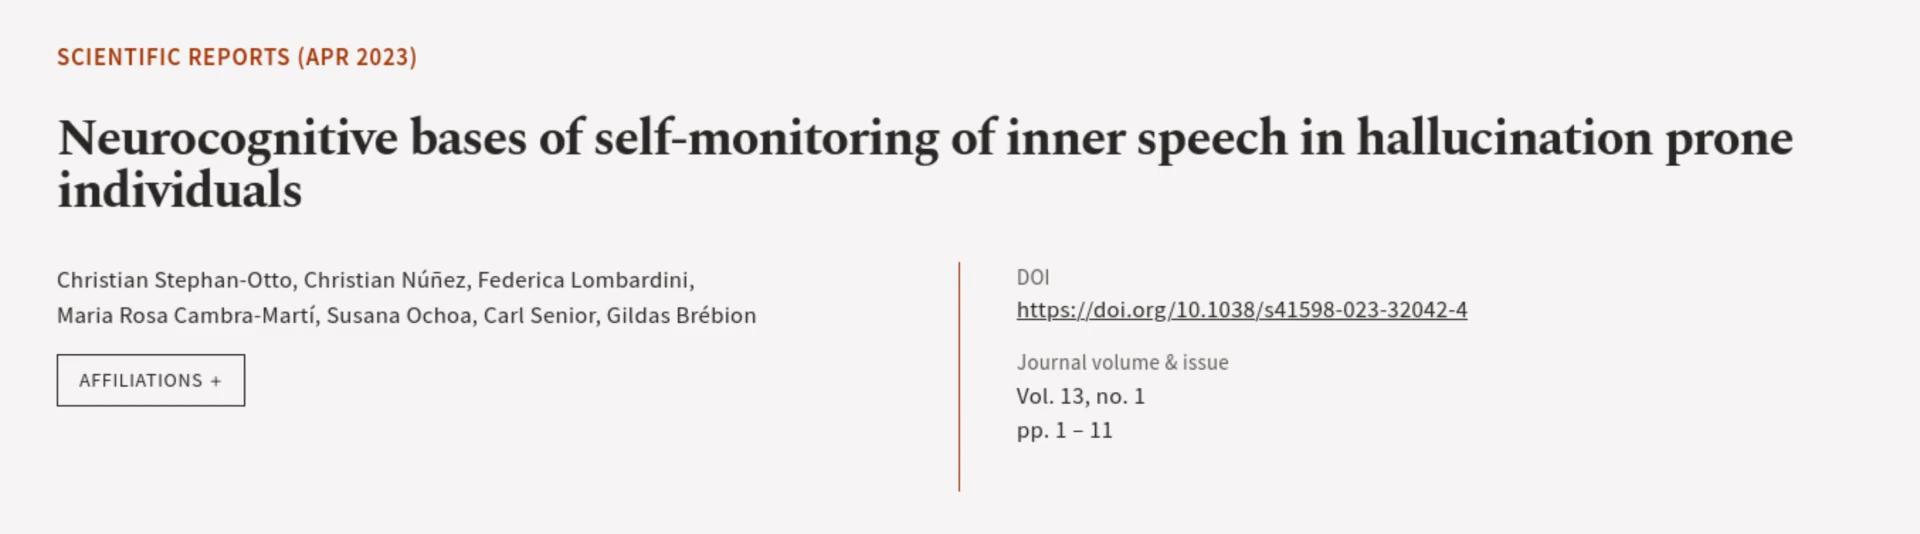 SCIENTIFIC REPORTS (APR 2023)
Neurocognitive bases of self-monitoring of inner speech in hallucination prone
individuals
Christian Stephan-Otto, Christian Núñez, Federica Lombardini,
Maria Rosa Cambra-Martí, Susana Ochoa, Carl Senior, Gildas Brébion
AFFILIATIONS +
DOI
https://doi.org/10.1038/s41598-023-32042-4
Journal volume & issue
Vol. 13, no. 1
pp. 1 – 11